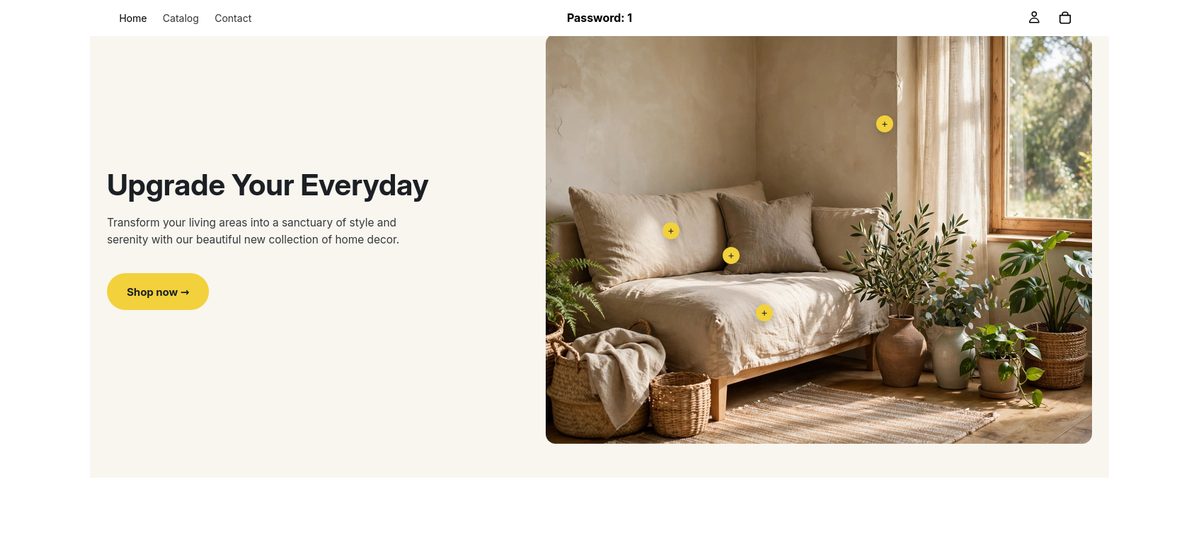 Home
Catalog
Contact
Password: 1
Upgrade Your Everyday
Transform your living areas into a sanctuary of style and
serenity with our beautiful new collection of home decor.
Shop now →
+
+
+
+